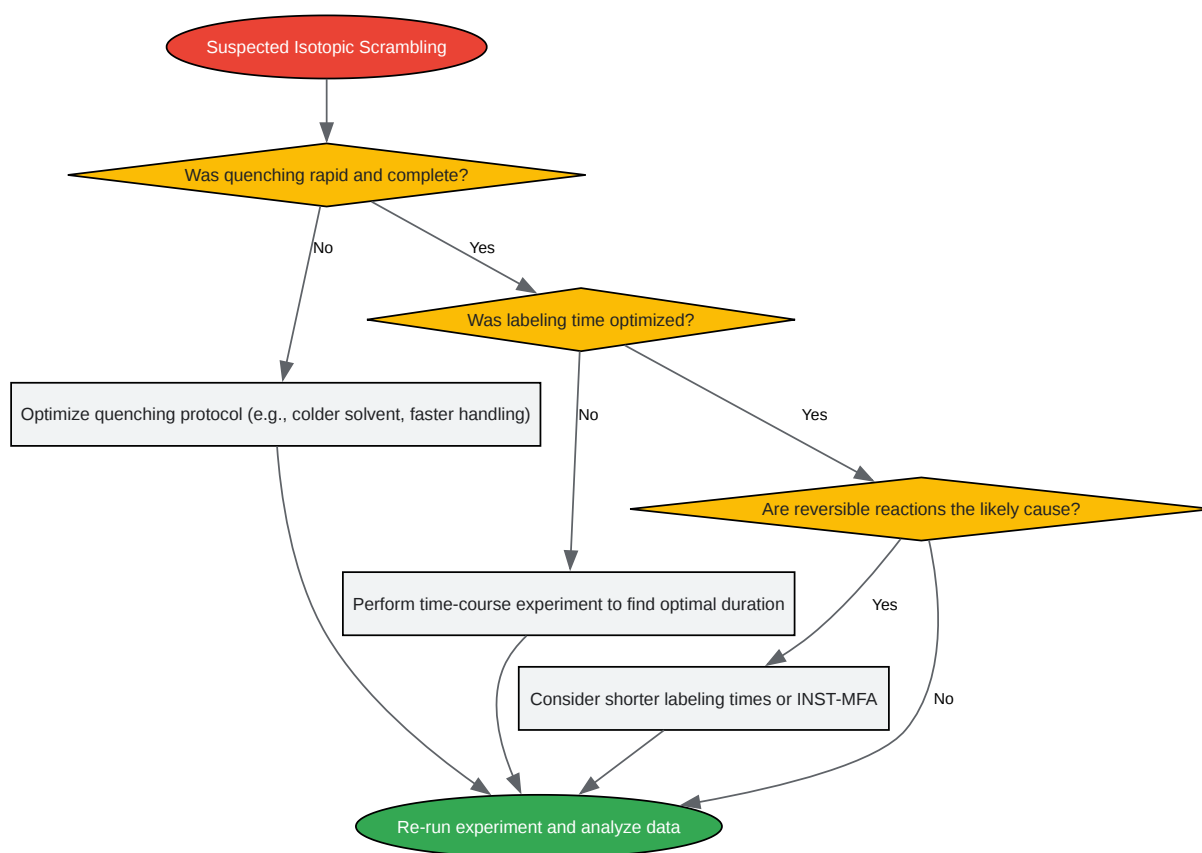 Suspected Isotopic Scrambling
Was quenching rapid and complete?
No
Yes
Was labeling time optimized?
Optimize quenching protocol (e.g., colder solvent, faster handling)
No
Yes
Are reversible reactions the likely cause?
Perform time-course experiment to find optimal duration
Yes
Consider shorter labeling times or INST-MFA
No
Re-run experiment and analyze data